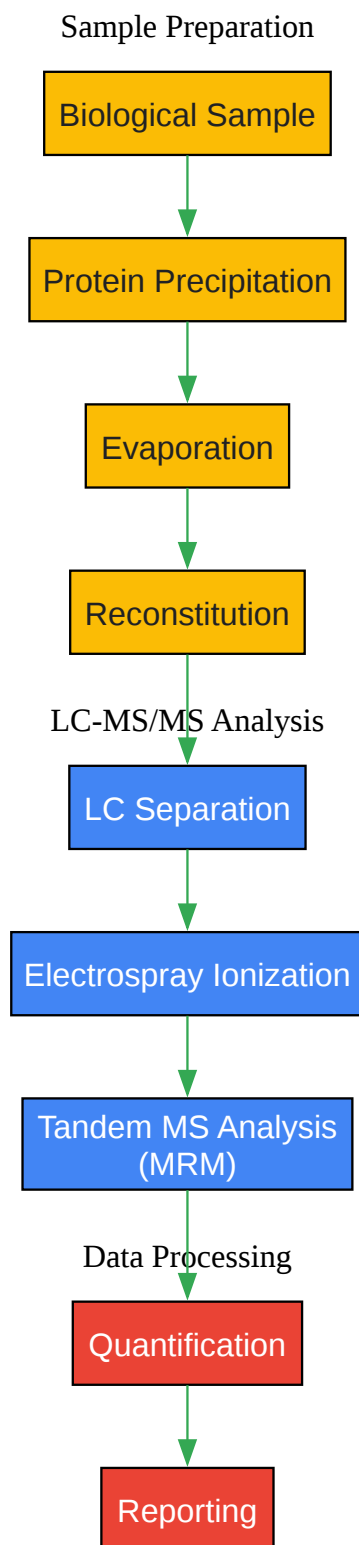 Sample Preparation
Biological Sample
Protein Precipitation
Evaporation
Reconstitution
LC-MS/MS Analysis
LC Separation
Electrospray Ionization
Tandem MS Analysis
(MRM)
Data Processing
Quantification
Reporting